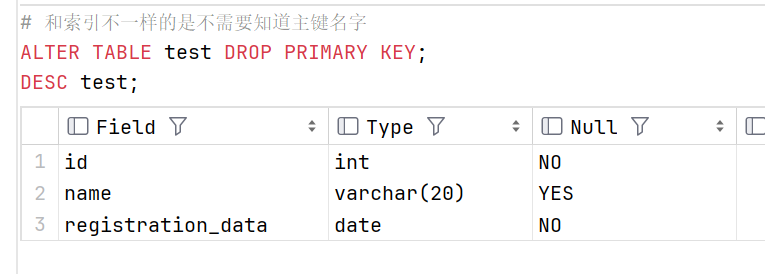 # 和索引不一样的是不需要知道主键名字
ALTER TABLE test DROP PRIMARY KEY;
DESC test;
Field Type Null
1 id int NO
2 name varchar(20) YES
3 registration_data date NO